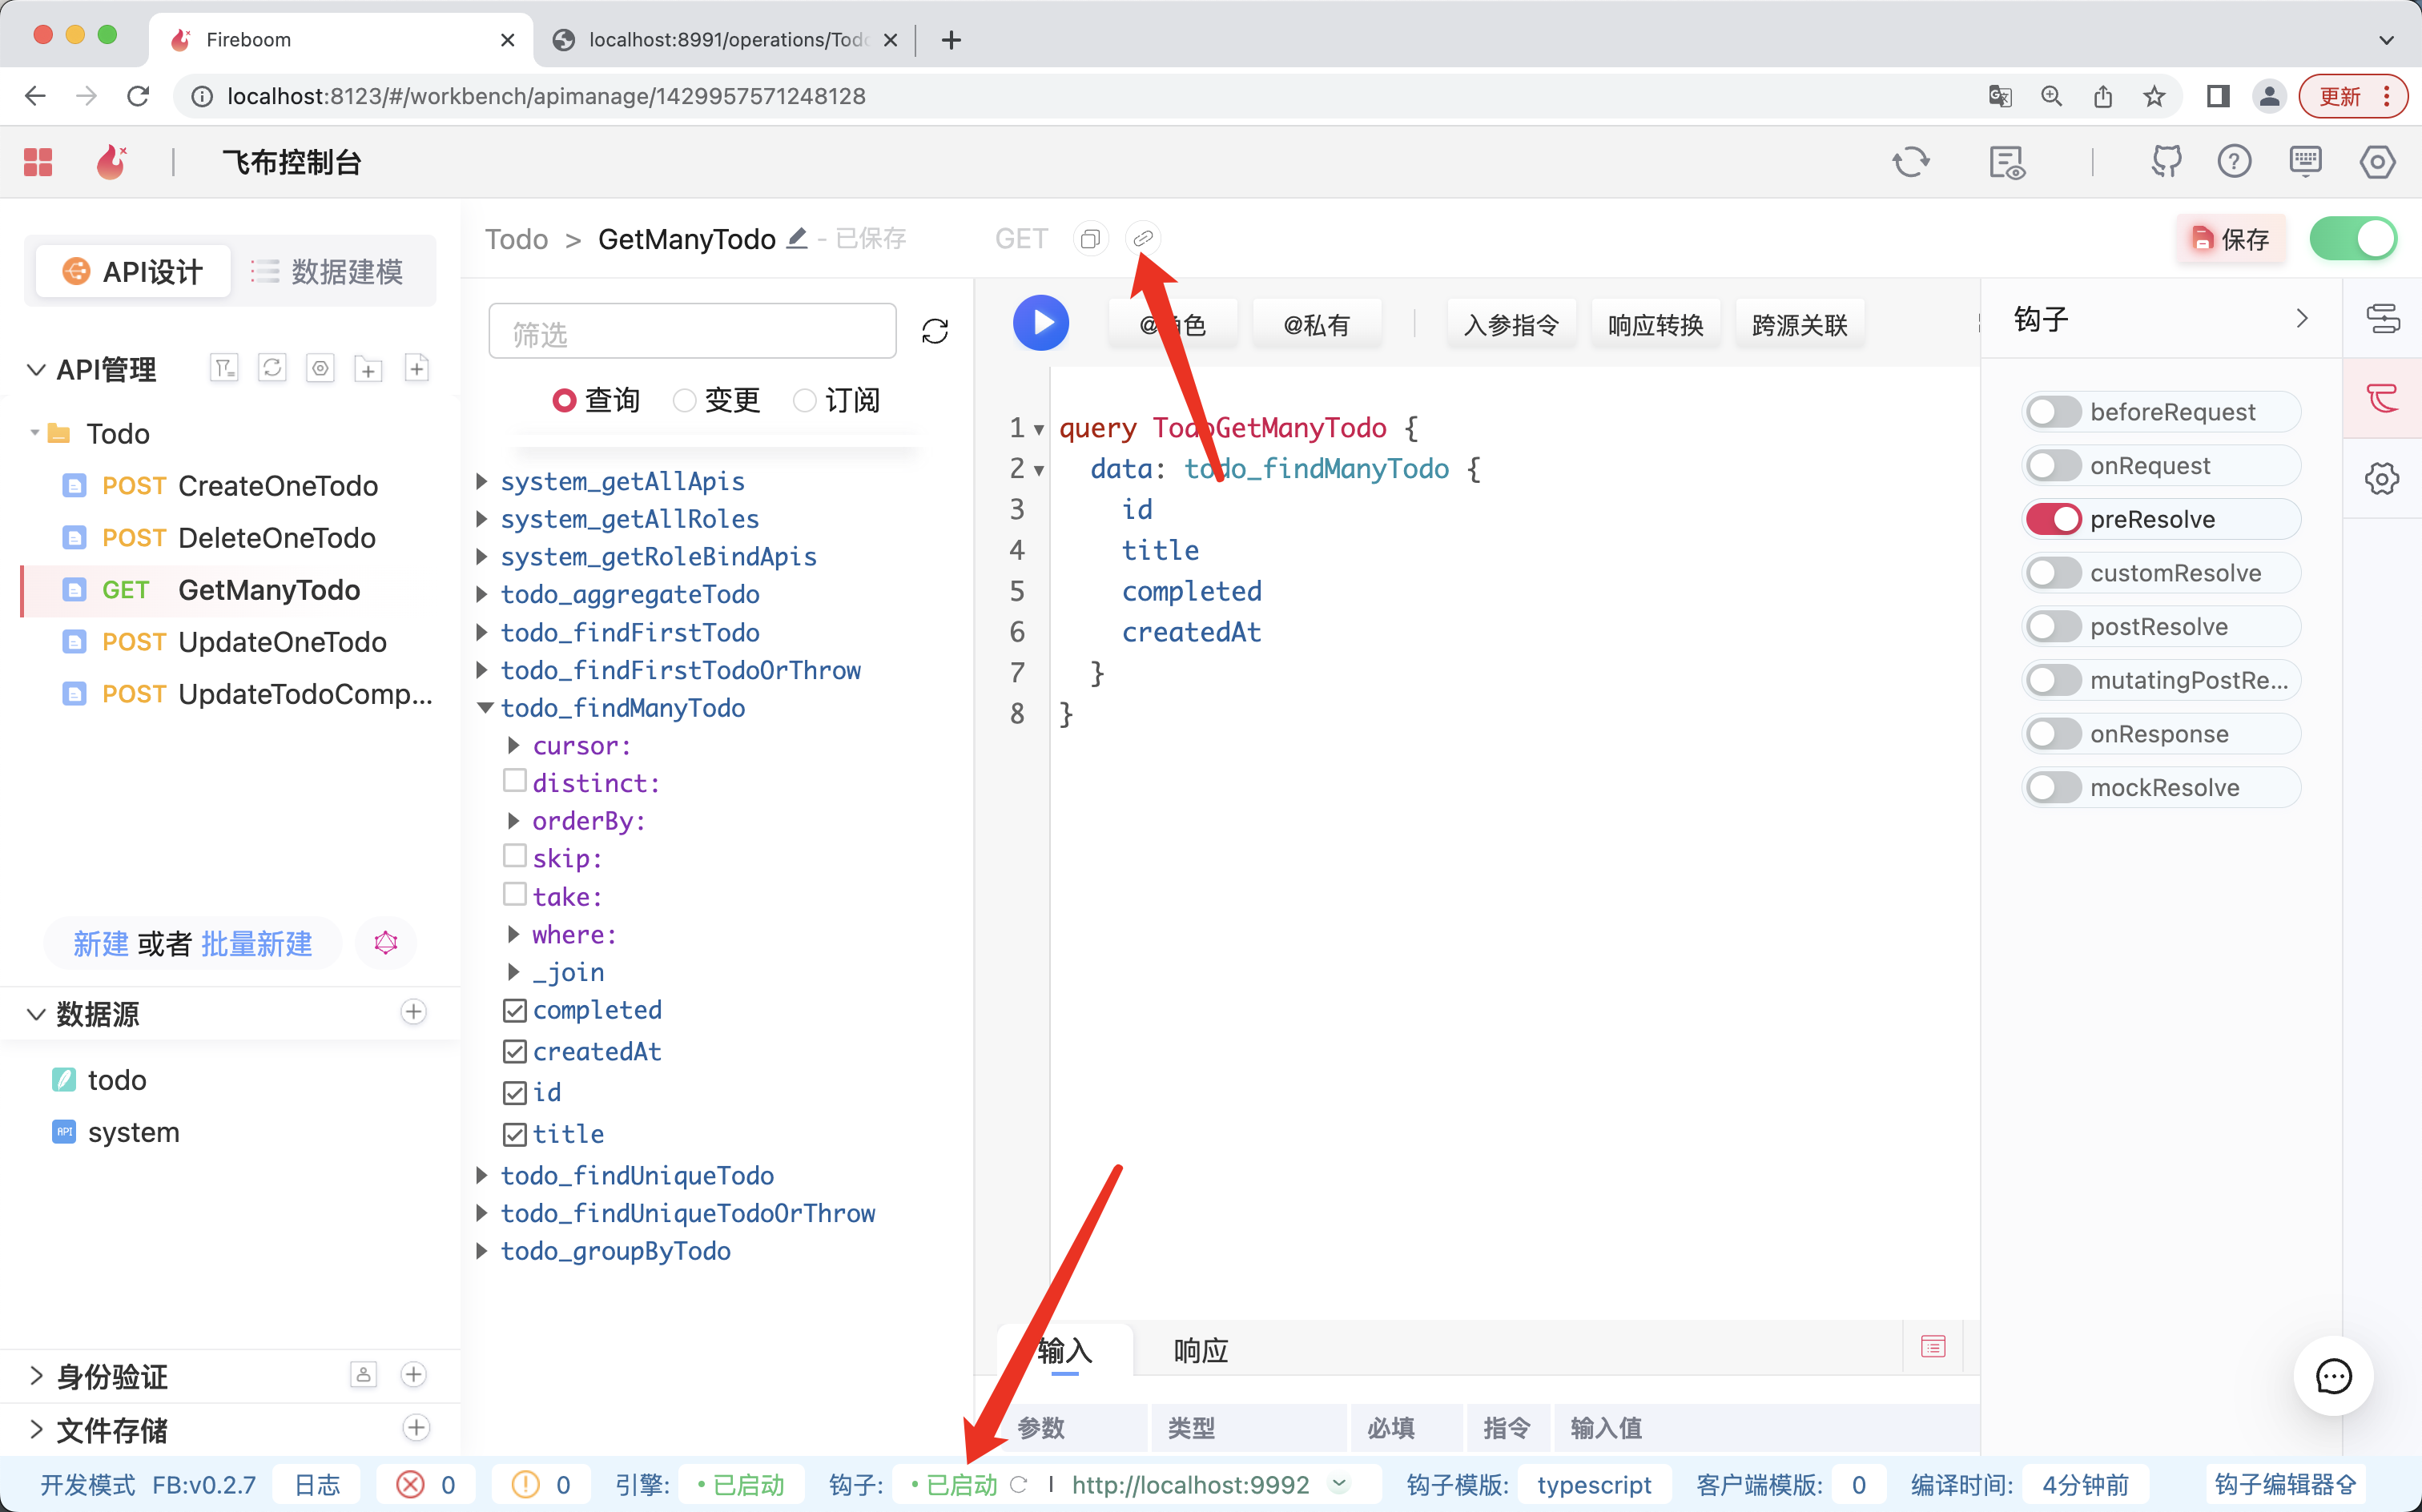 Fireboom
localhost:8991/operations/Todo
localhost:8123/#/workbench/apimanage/1429957571248128
更新
飞布控制台
API设计
数据建模
Todo > GetManyTodo - 已保存
GET
保存
API管理
Todo
POST CreateOneTodo
POST DeleteOneTodo
GET GetManyTodo
POST UpdateOneTodo
POST UpdateTodoComp...
新建 或者 批量新建
数据源
todo
API system
身份验证
文件存储
筛选
查询 变更 订阅
system_getAllApis
system_getAllRoles
system_getRoleBindApis
todo_aggregateTodo
todo_findFirstTodo
todo_findFirstTodoOrThrow
todo_findManyTodo
cursor:
distinct:
orderBy:
skip:
take:
where:
_join
completed
createdAt
id
title
todo_findUniqueTodo
todo_findUniqueTodoOrThrow
todo_groupByTodo
@角色 @私有 入参指令 响应转换 跨源关联
1 query TodoGetManyTodo {
2 data: todo_findManyTodo {
3 id
4 title
5 completed
6 createdAt
7 }
8 }
输入 响应
参数 类型 必填 指令 输入值
钩子
beforeRequest
onRequest
preResolve
customResolve
postResolve
mutatingPostRe...
onResponse
mockResolve
开发模式 FB:v0.2.7 日志 0 0 引擎: 已启动 钩子: 已启动 | http://localhost:9992 钩子模版: typescript 客户端模版: 0 编译时间: 4分钟前 钩子编辑器